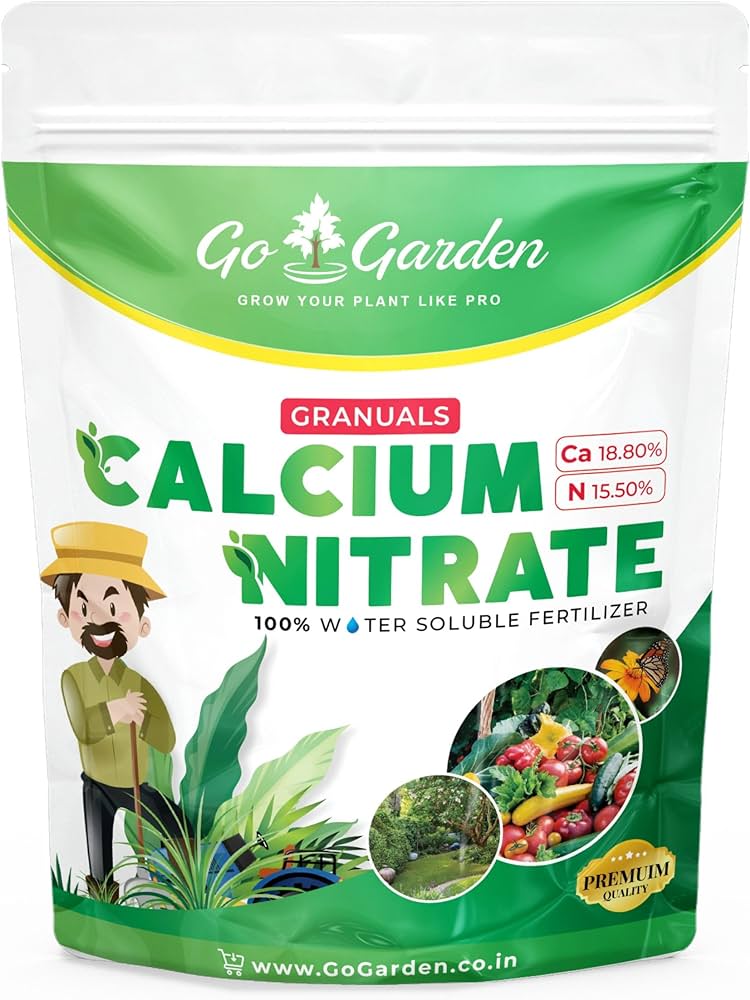 Go Garden
GROW YOUR PLANT LIKE PRO
GRANUALS
CALCIUM
Ca 18.80%
N 15.50%
NITRATE
100% WATER SOLUBLE FERTILIZER
PREMUIM
QUALITY
www.GoGarden.co.in